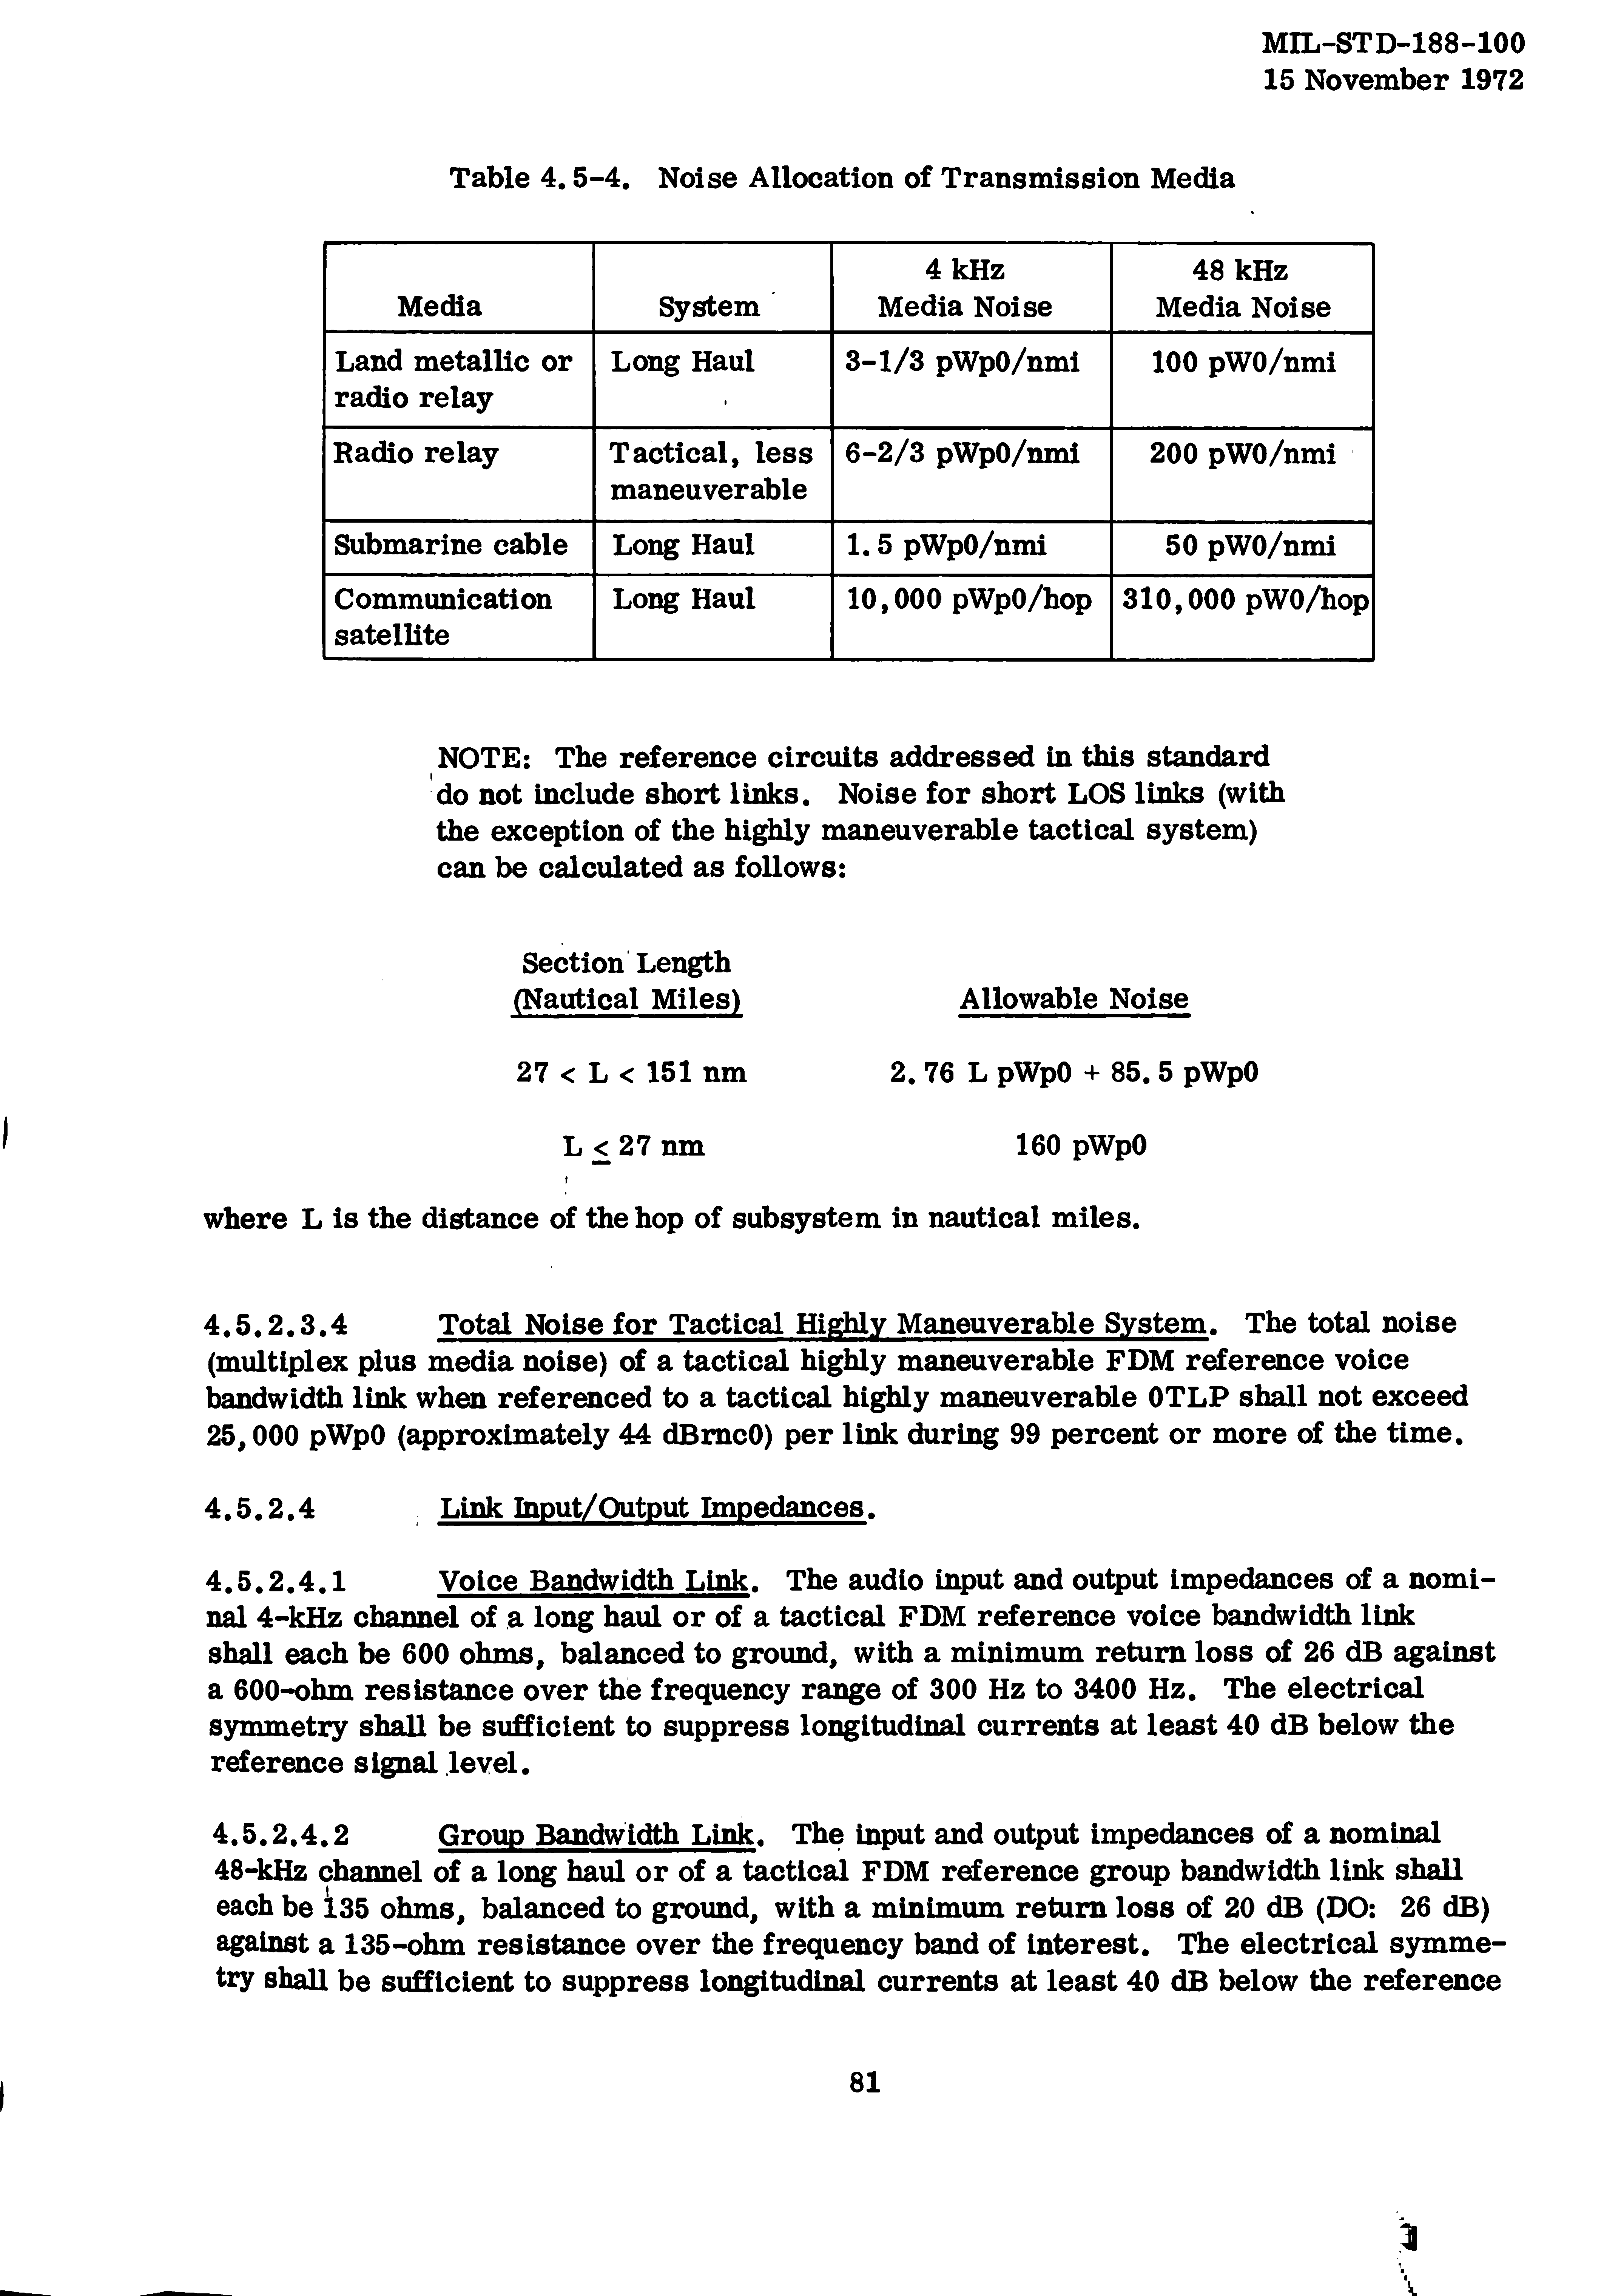 MIL-STD-188-100
15 November 1972
Table 4.5-4. Noise Allocation of Transmission Media
Media
System
4 kHz
Media Noise
48 kHz
Media Noise
Land metallic or
radio relay
Long Haul
3-1/3 pWp0/nmi
100 pW0/nmi
Radio relay
Tactical, less
maneuverable
6-2/3 pWp0/nmi
200 pW0/nmi
Submarine cable
Long Haul
1.5 pWp0/nmi
50 pW0/nmi
Communication
satellite
Long Haul
10,000 pWp0/hop
310,000 pW0/hop
NOTE: The reference circuits addressed in this standard
do not include short links. Noise for short LOS links (with
the exception of the highly maneuverable tactical system)
can be calculated as follows:
Section Length
(Nautical Miles)
Allowable Noise
27 < L < 151 nm
2.76 L pWp0 + 85.5 pWp0
L ≤ 27 nm
160 pWp0
where L is the distance of the hop of subsystem in nautical miles.
4.5.2.3.4 Total Noise for Tactical Highly Maneuverable System. The total noise
(multiplex plus media noise) of a tactical highly maneuverable FDM reference voice
bandwidth link when referenced to a tactical highly maneuverable 0TLP shall not exceed
25,000 pWp0 (approximately 44 dBrnc0) per link during 99 percent or more of the time.
4.5.2.4 Link Input/Output Impedances.
4.5.2.4.1 Voice Bandwidth Link. The audio input and output impedances of a nomi-
nal 4-kHz channel of a long haul or of a tactical FDM reference voice bandwidth link
shall each be 600 ohms, balanced to ground, with a minimum return loss of 26 dB against
a 600-ohm resistance over the frequency range of 300 Hz to 3400 Hz. The electrical
symmetry shall be sufficient to suppress longitudinal currents at least 40 dB below the
reference signal level.
4.5.2.4.2 Group Bandwidth Link. The input and output impedances of a nominal
48-kHz channel of a long haul or of a tactical FDM reference group bandwidth link shall
each be 135 ohms, balanced to ground, with a minimum return loss of 20 dB (DO: 26 dB)
against a 135-ohm resistance over the frequency band of interest. The electrical symme-
try shall be sufficient to suppress longitudinal currents at least 40 dB below the reference
81